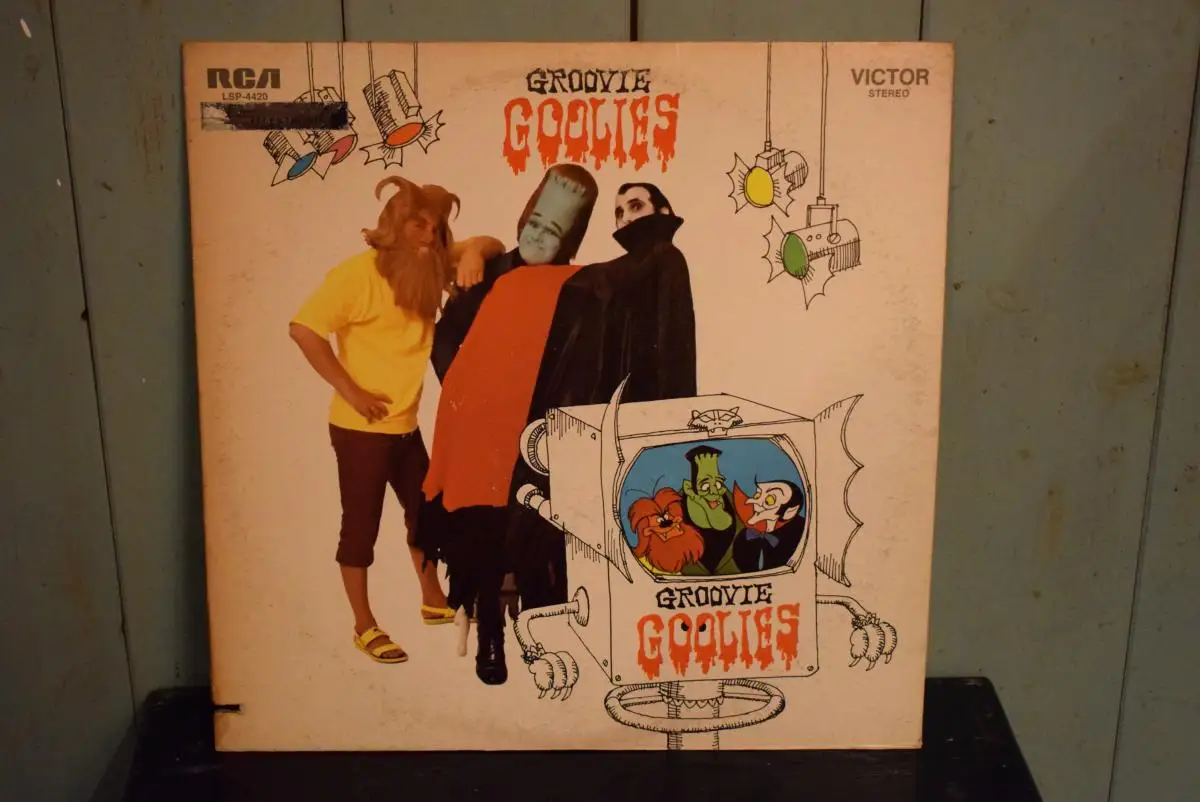 RCA
LSP-4420
GROOVIE
GOOLIES
VICTOR
STEREO
GROOVIE
GOOLIES